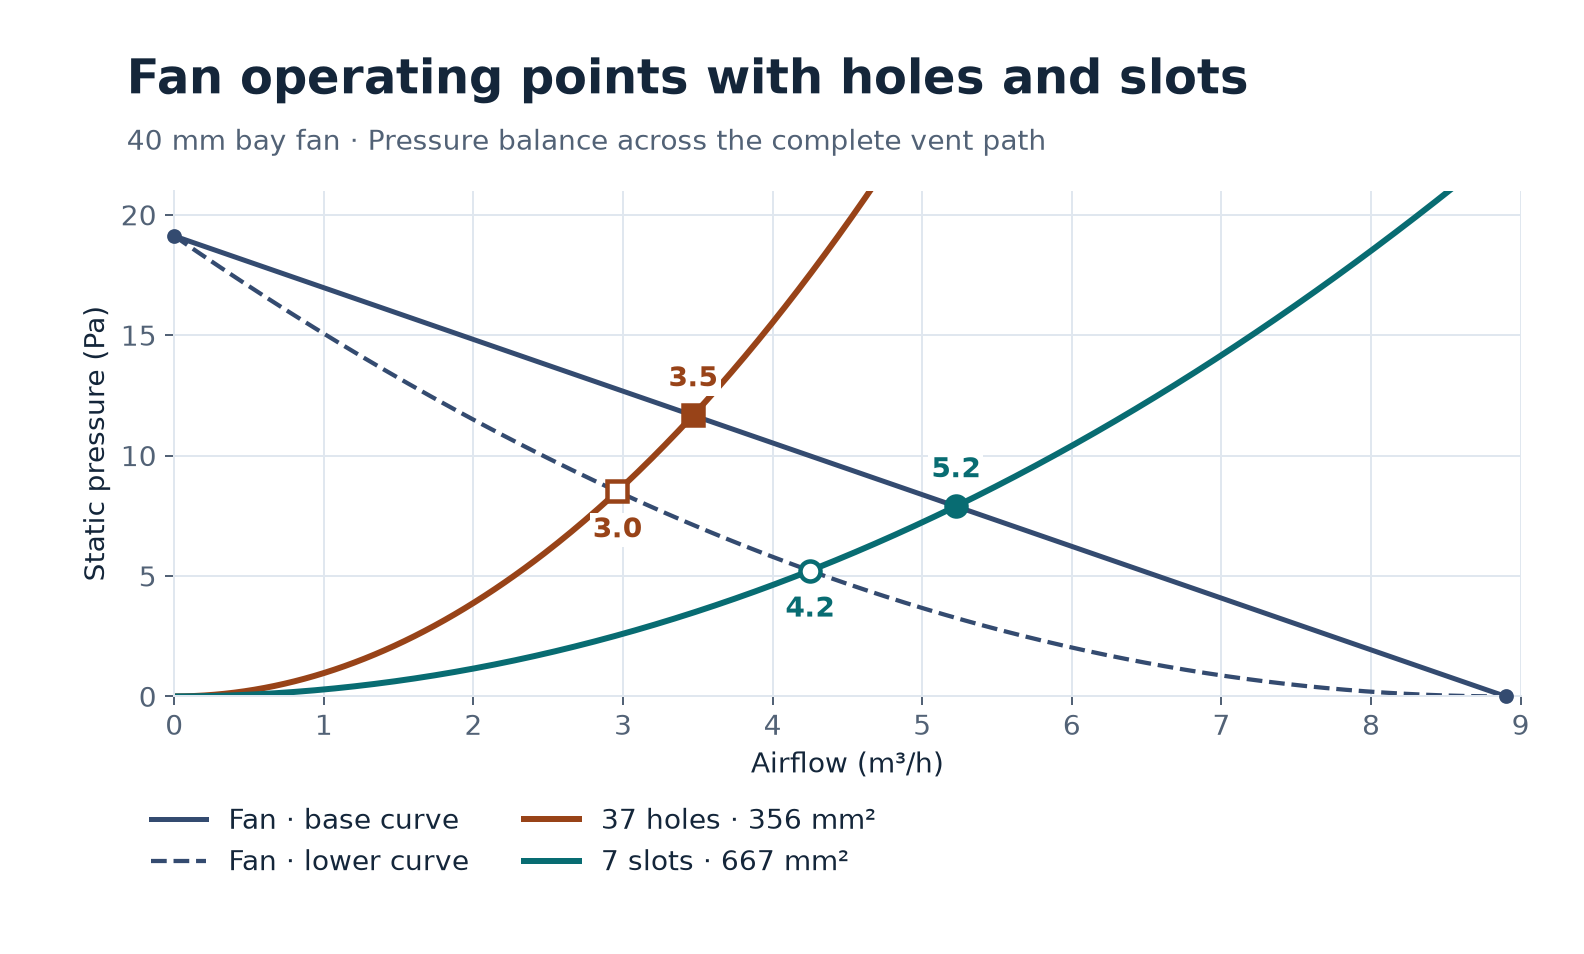 Fan operating points with holes and slots
40 mm bay fan · Pressure balance across the complete vent path
Static pressure (Pa)
20
15
10
5
0
3.5
5.2
3.0
4.2
0 1 2 3 4 5 6 7 8 9
Airflow (m³/h)
Fan · base curve
37 holes · 356 mm²
Fan · lower curve
7 slots · 667 mm²